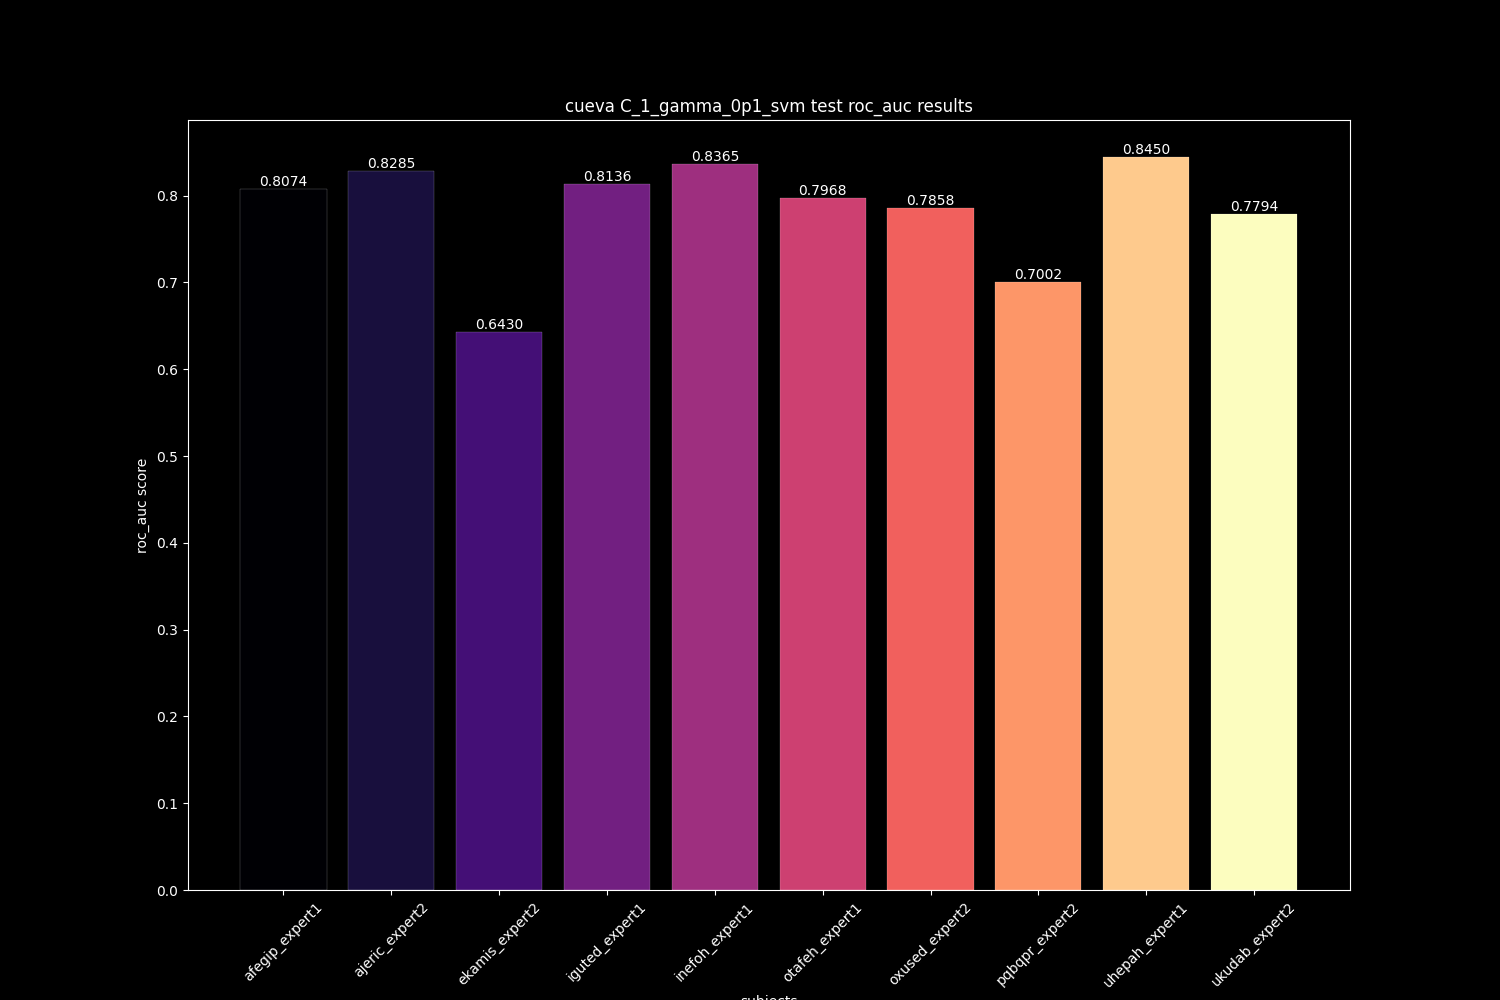 cueva C_1_gamma_0p1_svm test roc_auc results
0.8074
0.8285
0.6430
0.8136
0.8365
0.7968
0.7858
0.7002
0.8450
0.7794
roc_auc score
0.8
0.7
0.6
0.5
0.4
0.3
0.2
0.1
0.0
afegip_expert1
ajeric_expert2
ekamis_expert2
iguted_expert1
inefoh_expert1
otafeh_expert1
oxused_expert2
pqbqpr_expert2
uhepah_expert1
ukudab_expert2
subjects